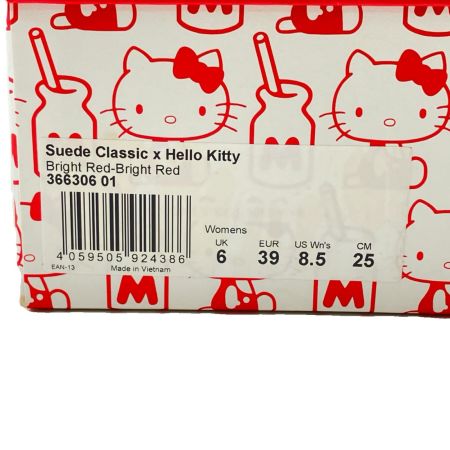 Suede Classic x Hello Kitty
Bright Red-Bright Red
366306 01
4 059505 924386
EAN-13
Made in Vietnam
Womens
UK EUR US Wn's CM
6 39 8.5 25
M
M
M
M